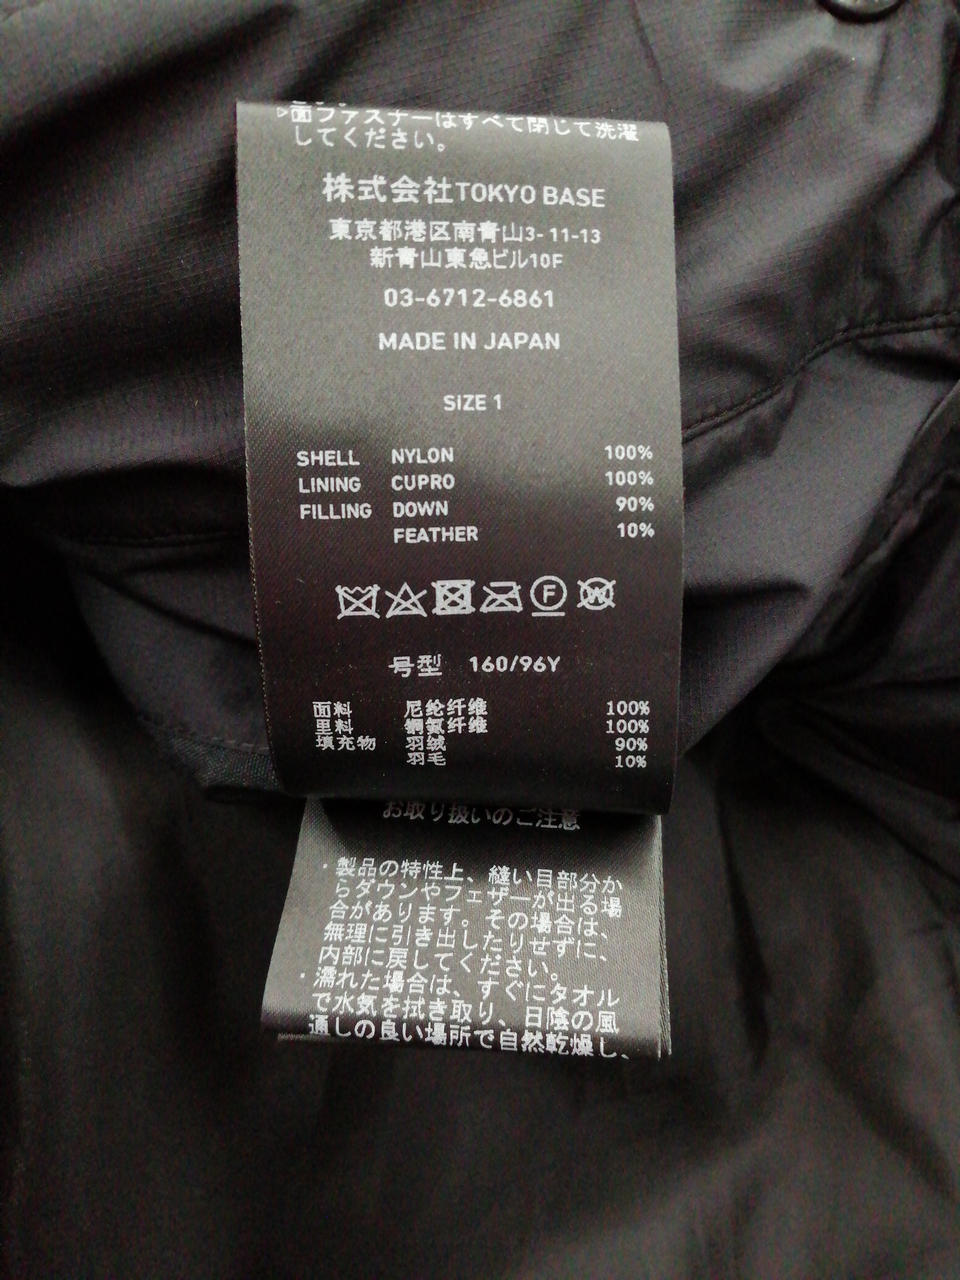 ▷面ファスナーはすべて閉じて洗濯
してください。
株式会社TOKYO BASE
東京都港区南青山3-11-13
新青山東急ビル10F
03-6712-6861
MADE IN JAPAN
SIZE 1
SHELL NYLON 100%
LINING CUPRO 100%
FILLING DOWN 90%
FEATHER 10%
F
W
号型 160/96Y
面料 尼纶纤维 100%
里料 铜氨纤维 100%
填充物 羽绒 90%
羽毛 10%
お取り扱いのご注意
・製品の特性上、縫い目部分か
らダウンやフェザーが出る場
合があります。その場合は、
無理に引き出したりせずに、
内部に戻してください。
・濡れた場合は、すぐにタオル
で水気を拭き取り、日陰の風
通しの良い場所で自然乾燥し、